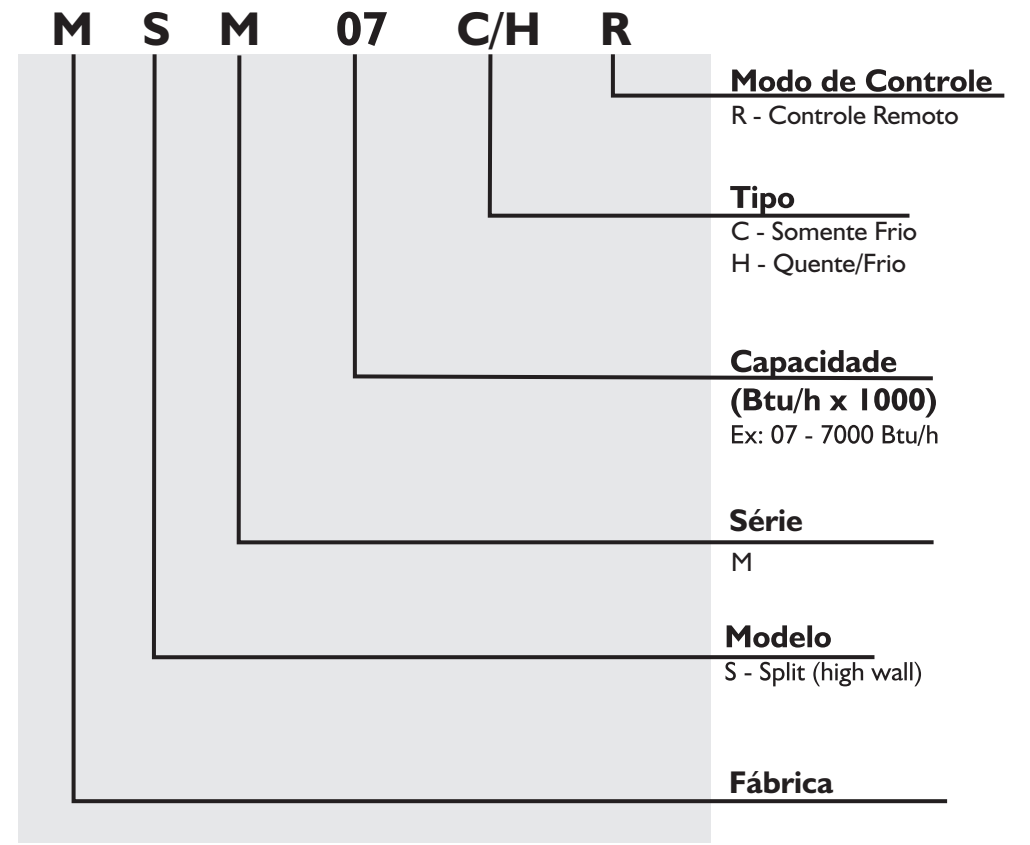 M S M 07 C/H R
Modo de Controle
R - Controle Remoto
Tipo
C - Somente Frio
H - Quente/Frio
Capacidade
(Btu/h x 1000)
Ex: 07 - 7000 Btu/h
Série
M
Modelo
S - Split (high wall)
Fábrica